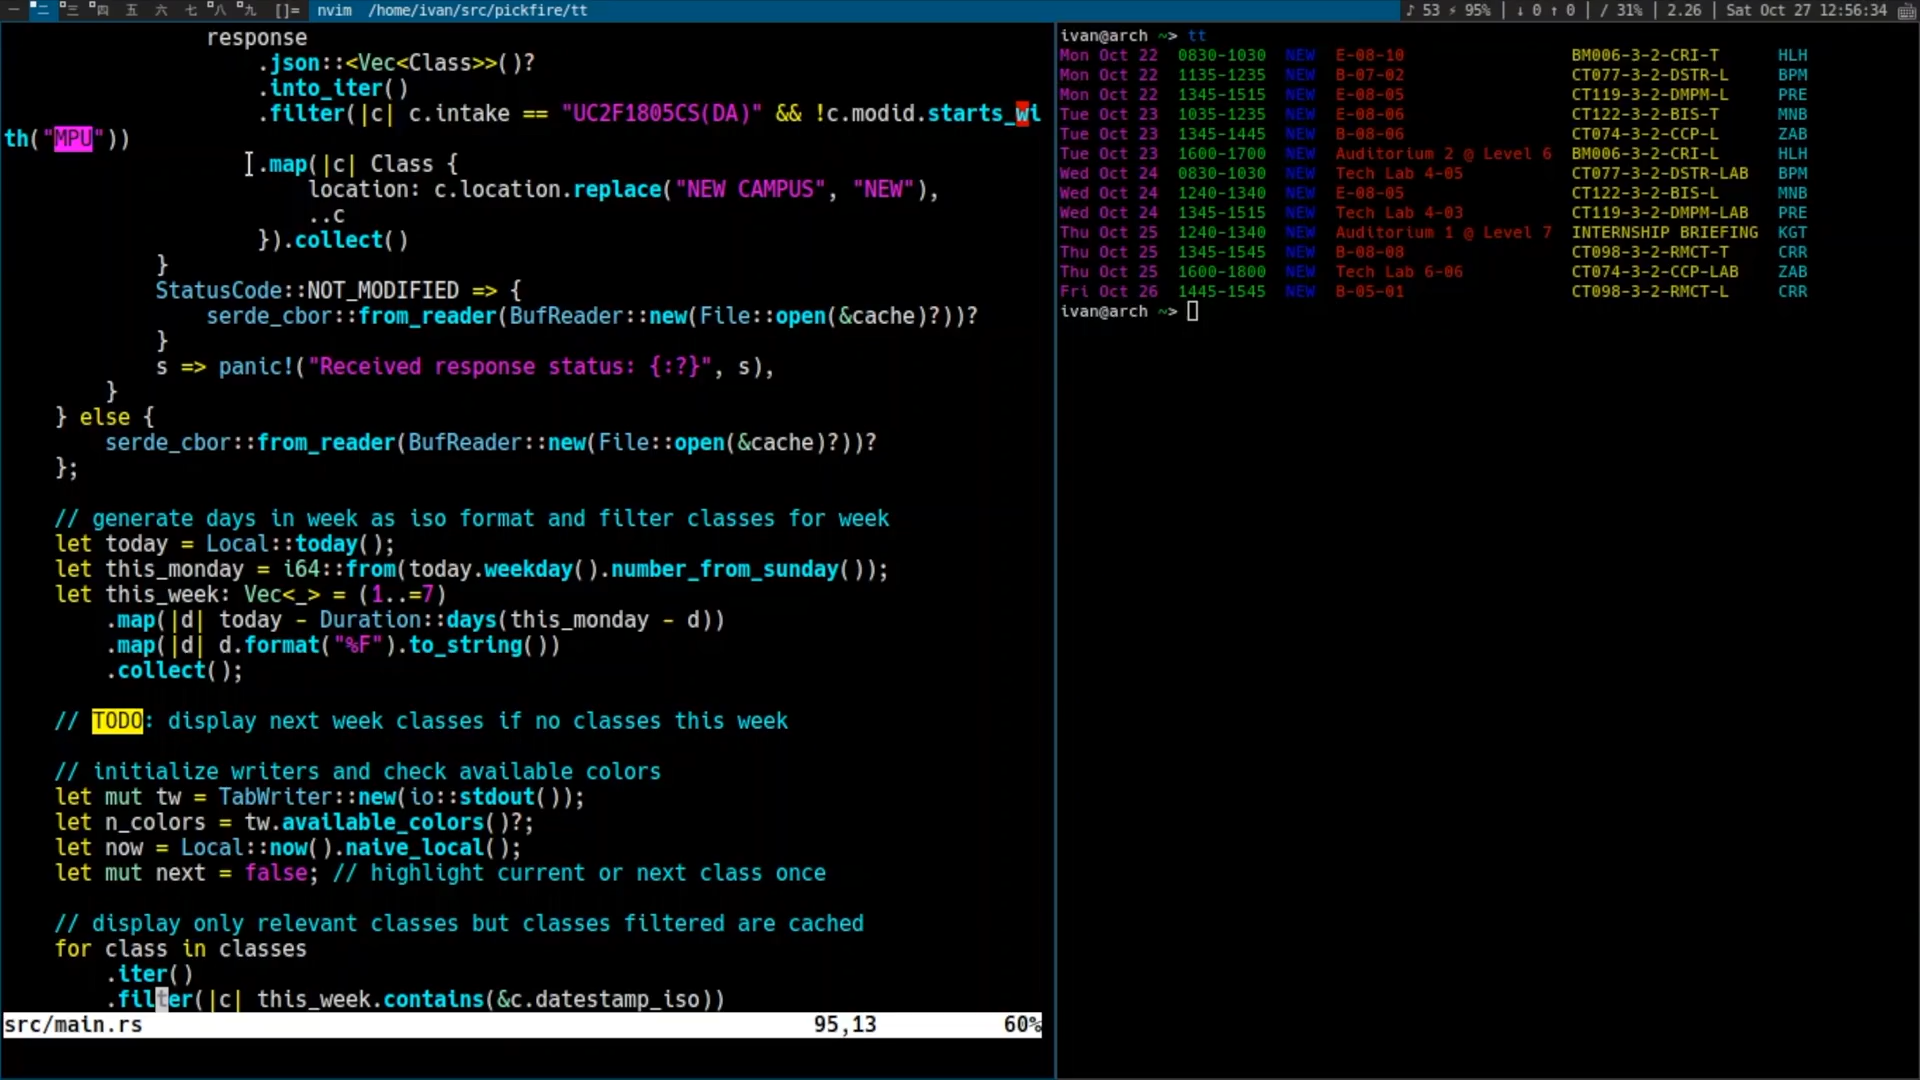 一 二 三 四 五 六 七 八 九 []= nvim /home/ivan/src/pickfire/tt ♪ 53 ⚡ 95% | ↓ 0 ↑ 0 | / 31% | 2.26 | Sat Oct 27 12:56:34
response
.json::<Vec<Class>>()?
.into_iter()
.filter(|c| c.intake == "UC2F1805CS(DA)" && !c.modid.starts_wi
th("MPU"))
.map(|c| Class {
location: c.location.replace("NEW CAMPUS", "NEW"),
..c
}).collect()
}
StatusCode::NOT_MODIFIED => {
serde_cbor::from_reader(BufReader::new(File::open(&cache)?))?
}
s => panic!("Received response status: {:?}", s),
}
} else {
serde_cbor::from_reader(BufReader::new(File::open(&cache)?))?
};
// generate days in week as iso format and filter classes for week
let today = Local::today();
let this_monday = i64::from(today.weekday().number_from_sunday());
let this_week: Vec<_> = (1..=7)
.map(|d| today - Duration::days(this_monday - d))
.map(|d| d.format("%F").to_string())
.collect();
// TODO: display next week classes if no classes this week
// initialize writers and check available colors
let mut tw = TabWriter::new(io::stdout());
let n_colors = tw.available_colors()?;
let now = Local::now().naive_local();
let mut next = false; // highlight current or next class once
// display only relevant classes but classes filtered are cached
for class in classes
.iter()
.filter(|c| this_week.contains(&c.datestamp_iso))
src/main.rs 95,13 60%
ivan@arch ~> tt
Mon Oct 22 0830-1030 NEW E-08-10 BM006-3-2-CRI-T HLH
Mon Oct 22 1135-1235 NEW B-07-02 CT077-3-2-DSTR-L BPM
Mon Oct 22 1345-1515 NEW E-08-05 CT119-3-2-DMPM-L PRE
Tue Oct 23 1035-1235 NEW E-08-06 CT122-3-2-BIS-T MNB
Tue Oct 23 1345-1445 NEW B-08-06 CT074-3-2-CCP-L ZAB
Tue Oct 23 1600-1700 NEW Auditorium 2 @ Level 6 BM006-3-2-CRI-L HLH
Wed Oct 24 0830-1030 NEW Tech Lab 4-05 CT077-3-2-DSTR-LAB BPM
Wed Oct 24 1240-1340 NEW E-08-05 CT122-3-2-BIS-L MNB
Wed Oct 24 1345-1515 NEW Tech Lab 4-03 CT119-3-2-DMPM-LAB PRE
Thu Oct 25 1240-1340 NEW Auditorium 1 @ Level 7 INTERNSHIP BRIEFING KGT
Thu Oct 25 1345-1545 NEW B-08-08 CT098-3-2-RMCT-T CRR
Thu Oct 25 1600-1800 NEW Tech Lab 6-06 CT074-3-2-CCP-LAB ZAB
Fri Oct 26 1445-1545 NEW B-05-01 CT098-3-2-RMCT-L CRR
ivan@arch ~>